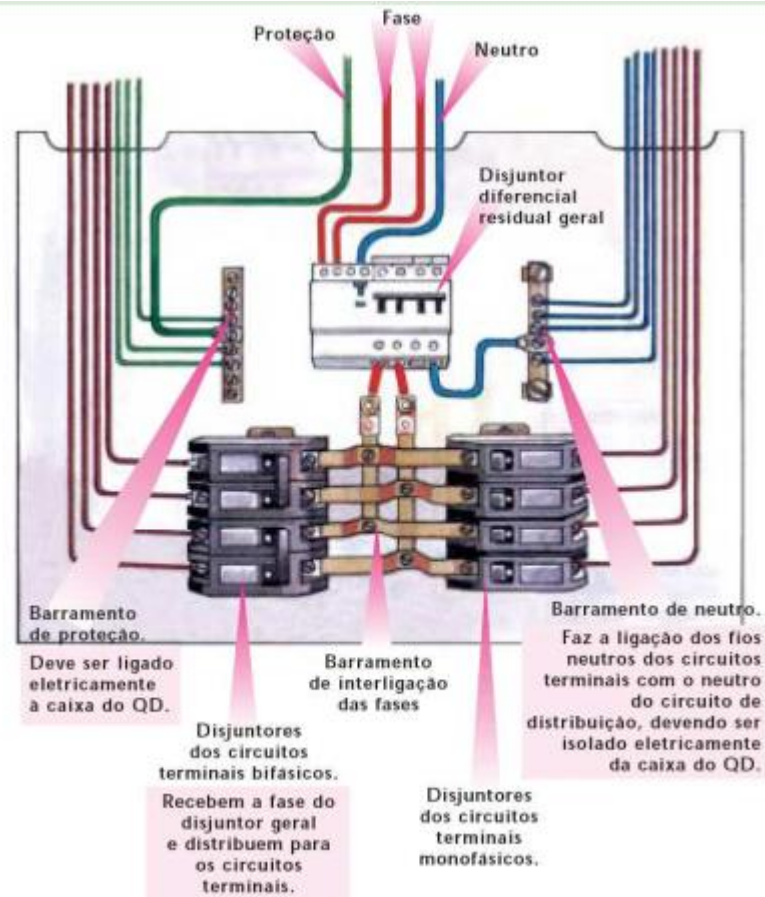 Proteção
Fase
Neutro
Disjuntor
diferencial
residual geral
Barramento
de proteção.
Deve ser ligado
eletricamente
à caixa do QD.
Disjuntores
dos circuitos
terminais bifásicos.
Recebem a fase do
disjuntor geral
e distribuem para
os circuitos
terminais.
Barramento
de interligação
das fases
Disjuntores
dos circuitos
terminais
monofásicos.
Barramento de neutro.
Faz a ligação dos fios
neutros dos circuitos
terminais com o neutro
do circuito de
distribuição, devendo ser
isolado eletricamente
da caixa do QD.